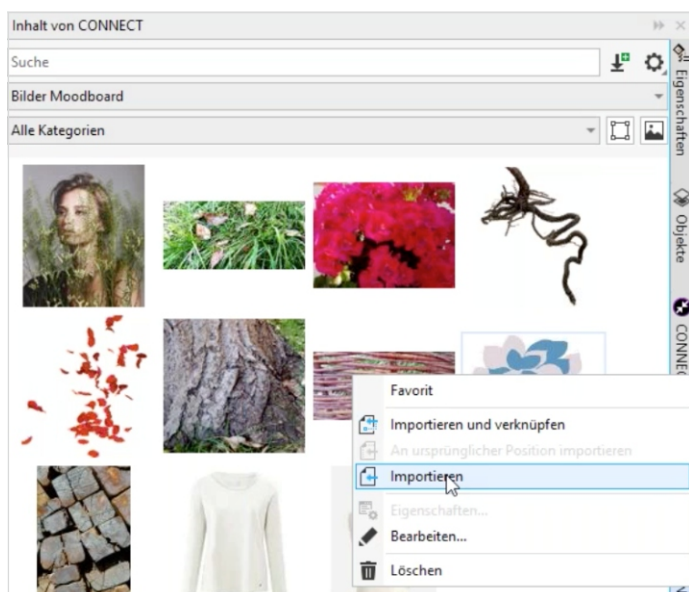 Inhalt von CONNECT
Suche
Bilder Moodboard
Alle Kategorien
Eigenschaften
Objekte
Favorit
Importieren und verknüpfen
An ursprünglicher Position importieren
Importieren
Eigenschaften...
Bearbeiten...
Löschen